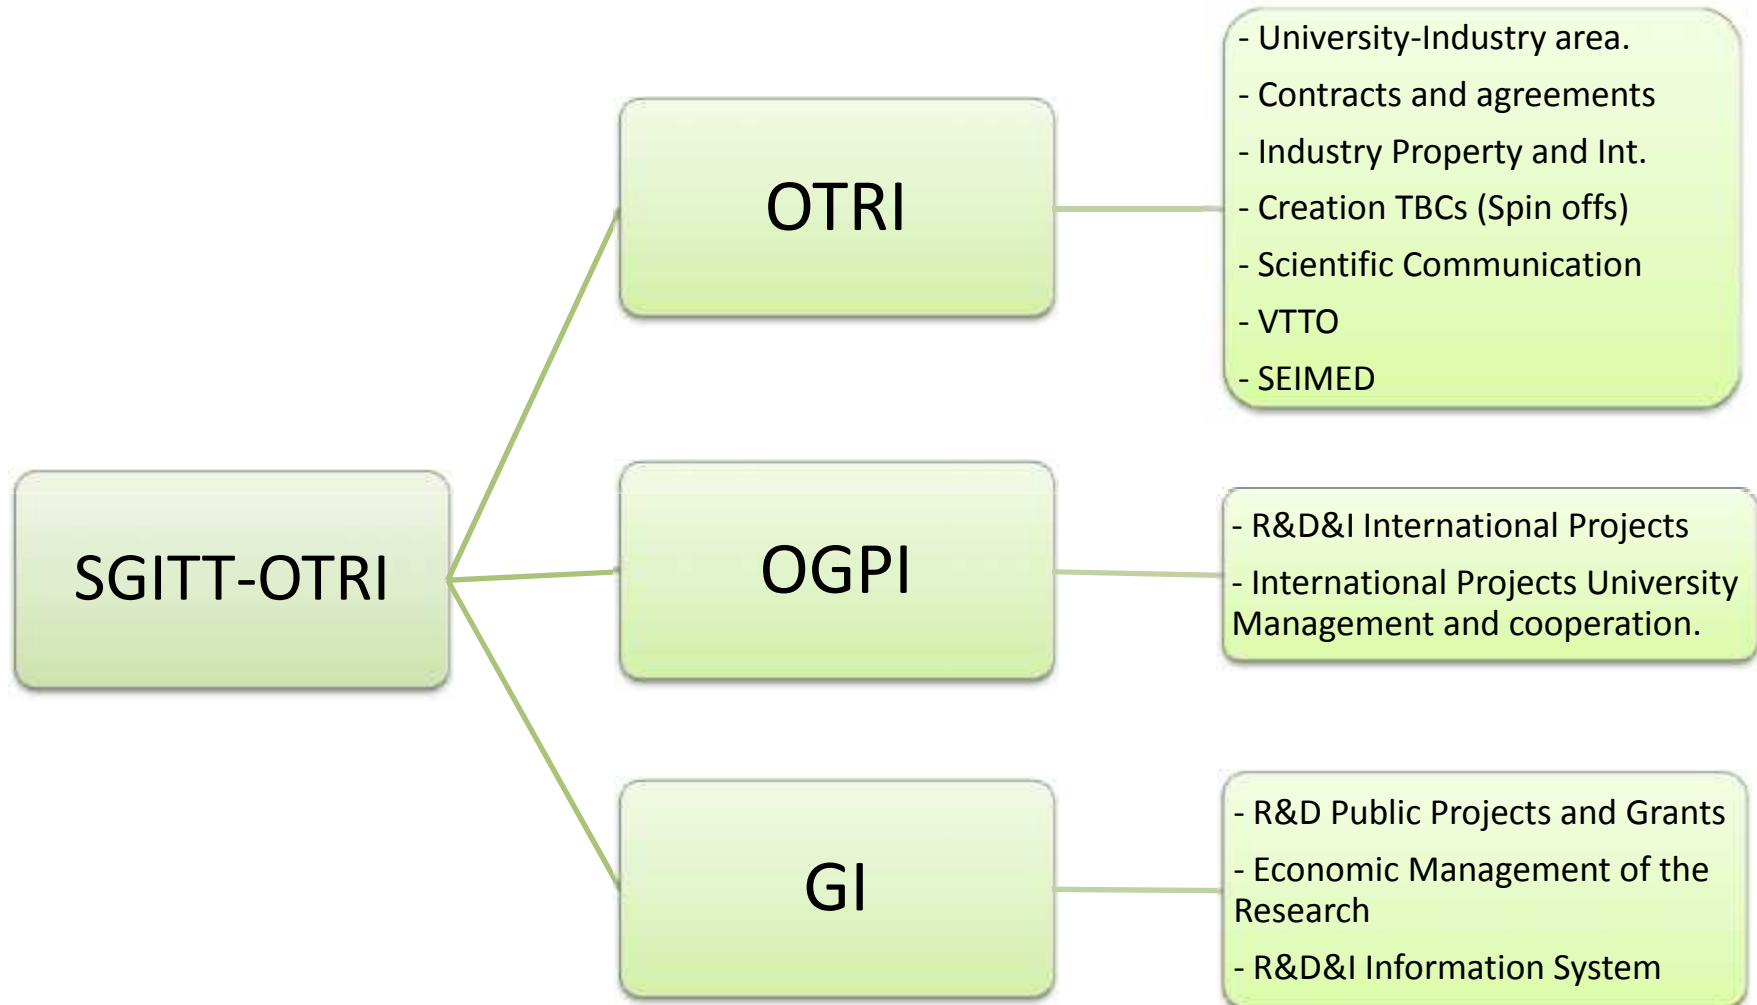 SGITT-OTRI
OTRI
- University-Industry area.
- Contracts and agreements
- Industry Property and Int.
- Creation TBCs (Spin offs)
- Scientific Communication
- VTTO
- SEIMED
OGPI
- R&D&I International Projects
- International Projects University
Management and cooperation.
GI
- R&D Public Projects and Grants
- Economic Management of the
Research
- R&D&I Information System